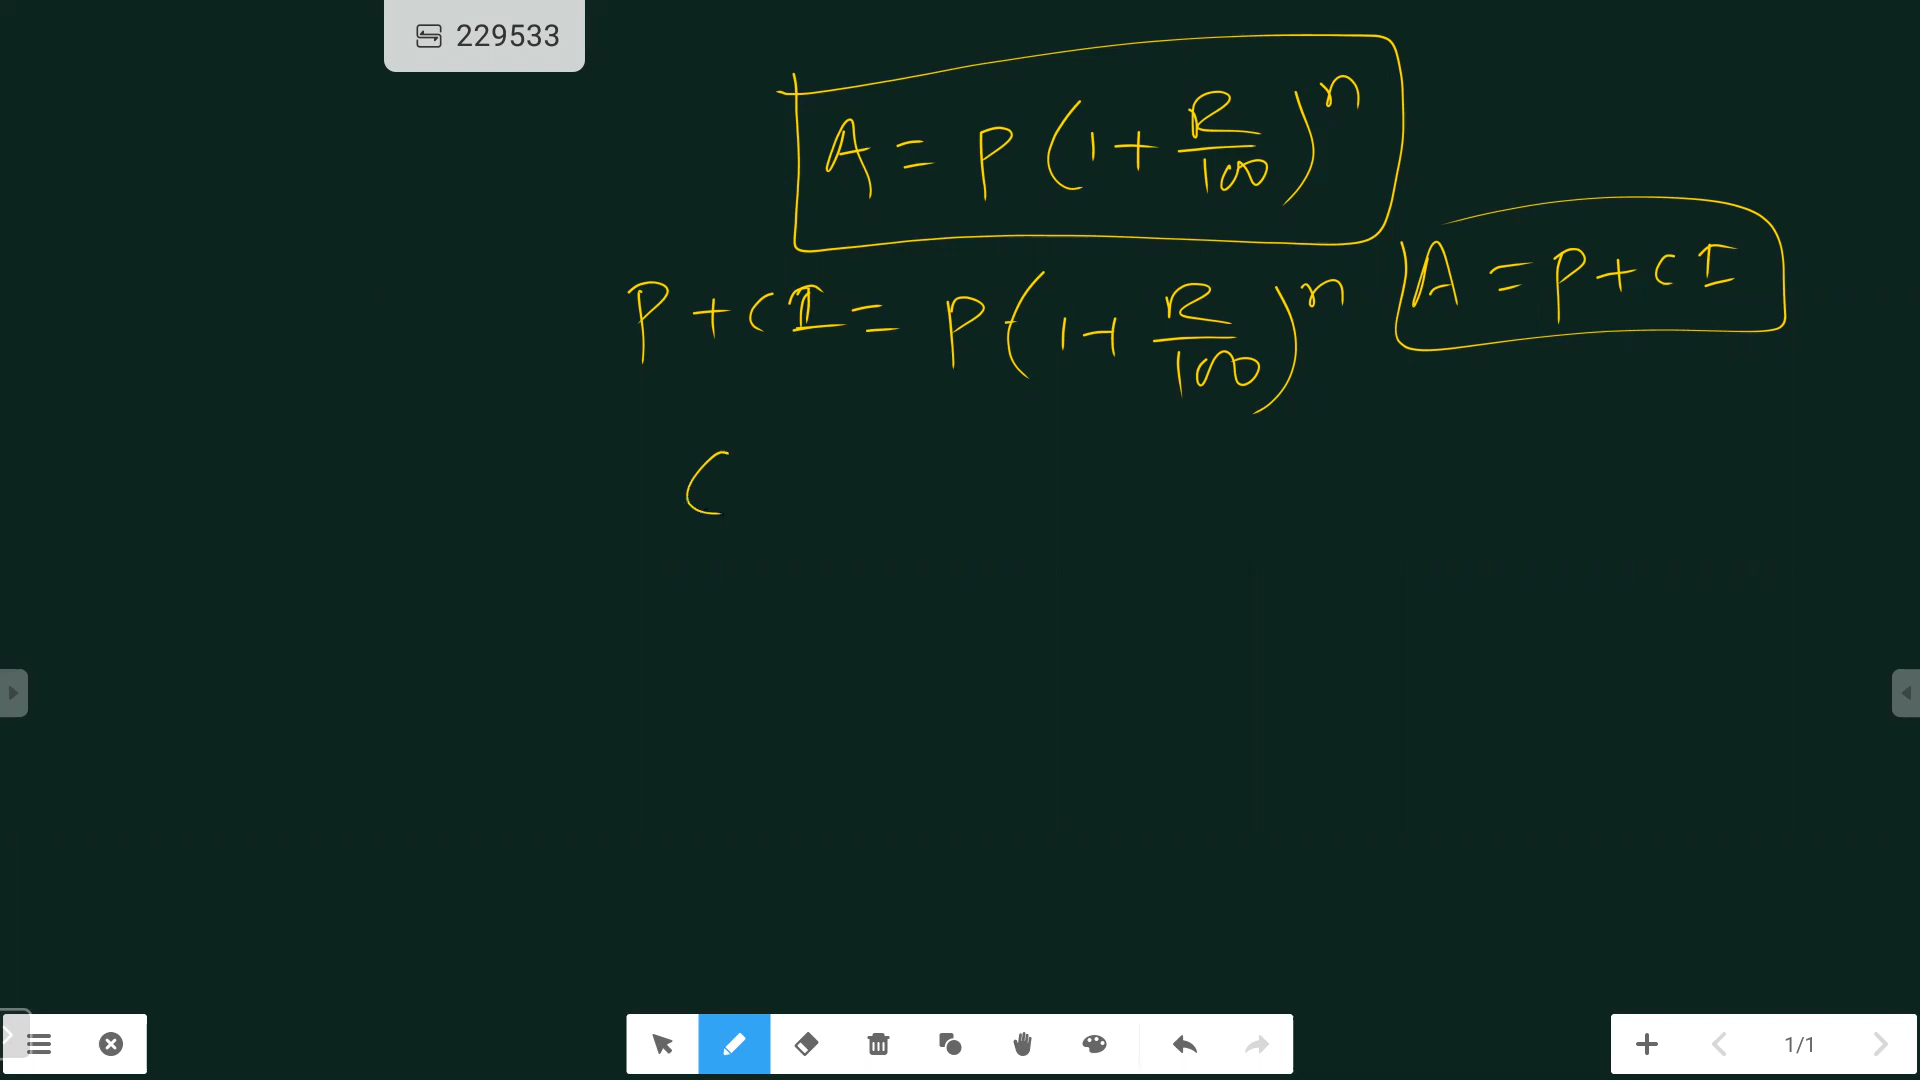 229533
A = P (1 + R/100)^n
A = P + CI
P + CI = P (1 + R/100)^n
C
1/1